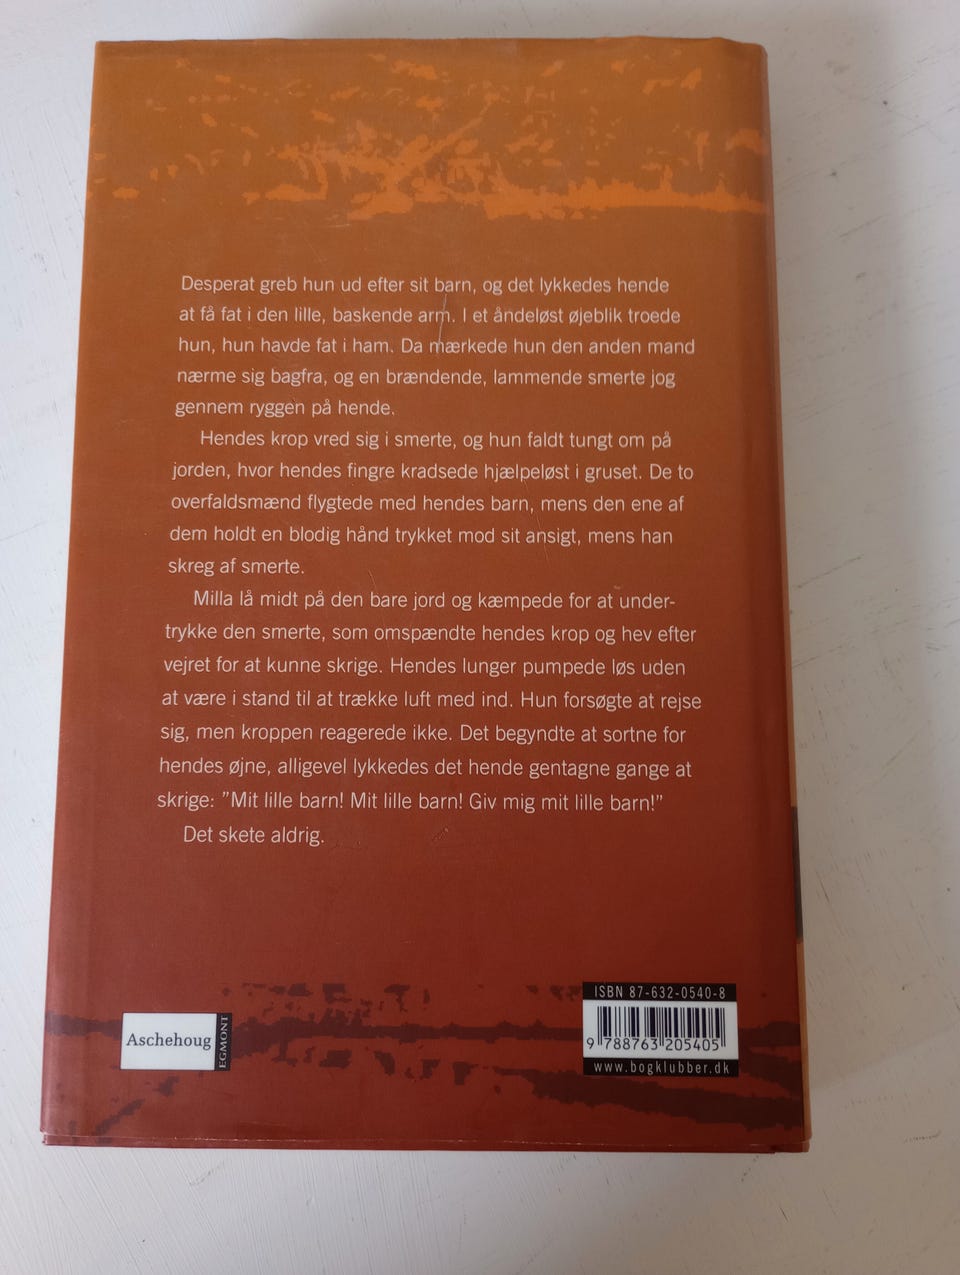 Desperat greb hun ud efter sit barn, og det lykkedes hende
at få fat i den lille, baskende arm. I et åndeløst øjeblik troede
hun, hun havde fat i ham. Da mærkede hun den anden mand
nærme sig bagfra, og en brændende, lammende smerte jog
gennem ryggen på hende.
Hendes krop vred sig i smerte, og hun faldt tungt om på
jorden, hvor hendes fingre kradsede hjælpeløst i gruset. De to
overfaldsmænd flygtede med hendes barn, mens den ene af
dem holdt en blodig hånd trykket mod sit ansigt, mens han
skreg af smerte.
Milla lå midt på den bare jord og kæmpede for at under-
trykke den smerte, som omspændte hendes krop og hev efter
vejret for at kunne skrige. Hendes lunger pumpede løs uden
at være i stand til at trække luft med ind. Hun forsøgte at rejse
sig, men kroppen reagerede ikke. Det begyndte at sortne for
hendes øjne, alligevel lykkedes det hende gentagne gange at
skrige: ”Mit lille barn! Mit lille barn! Giv mig mit lille barn!”
Det skete aldrig.
Aschehoug
EGMONT
ISBN 87-632-0540-8
9 788763 205405
www.bogklubber.dk